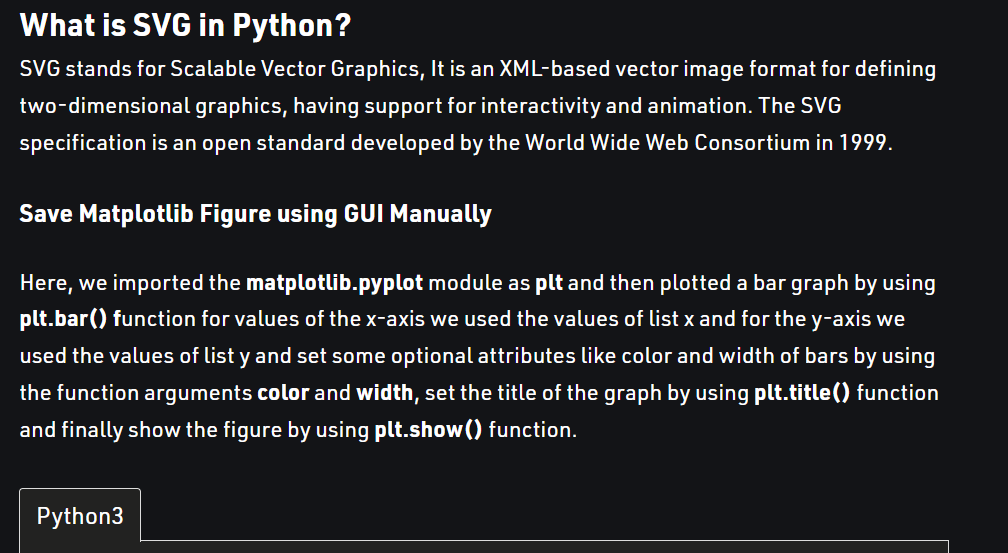 What is SVG in Python?
SVG stands for Scalable Vector Graphics, It is an XML-based vector image format for defining
two-dimensional graphics, having support for interactivity and animation. The SVG
specification is an open standard developed by the World Wide Web Consortium in 1999.
Save Matplotlib Figure using GUI Manually
Here, we imported the matplotlib.pyplot module as plt and then plotted a bar graph by using
plt.bar() function for values of the x-axis we used the values of list x and for the y-axis we
used the values of list y and set some optional attributes like color and width of bars by using
the function arguments color and width, set the title of the graph by using plt.title() function
and finally show the figure by using plt.show() function.
Python3